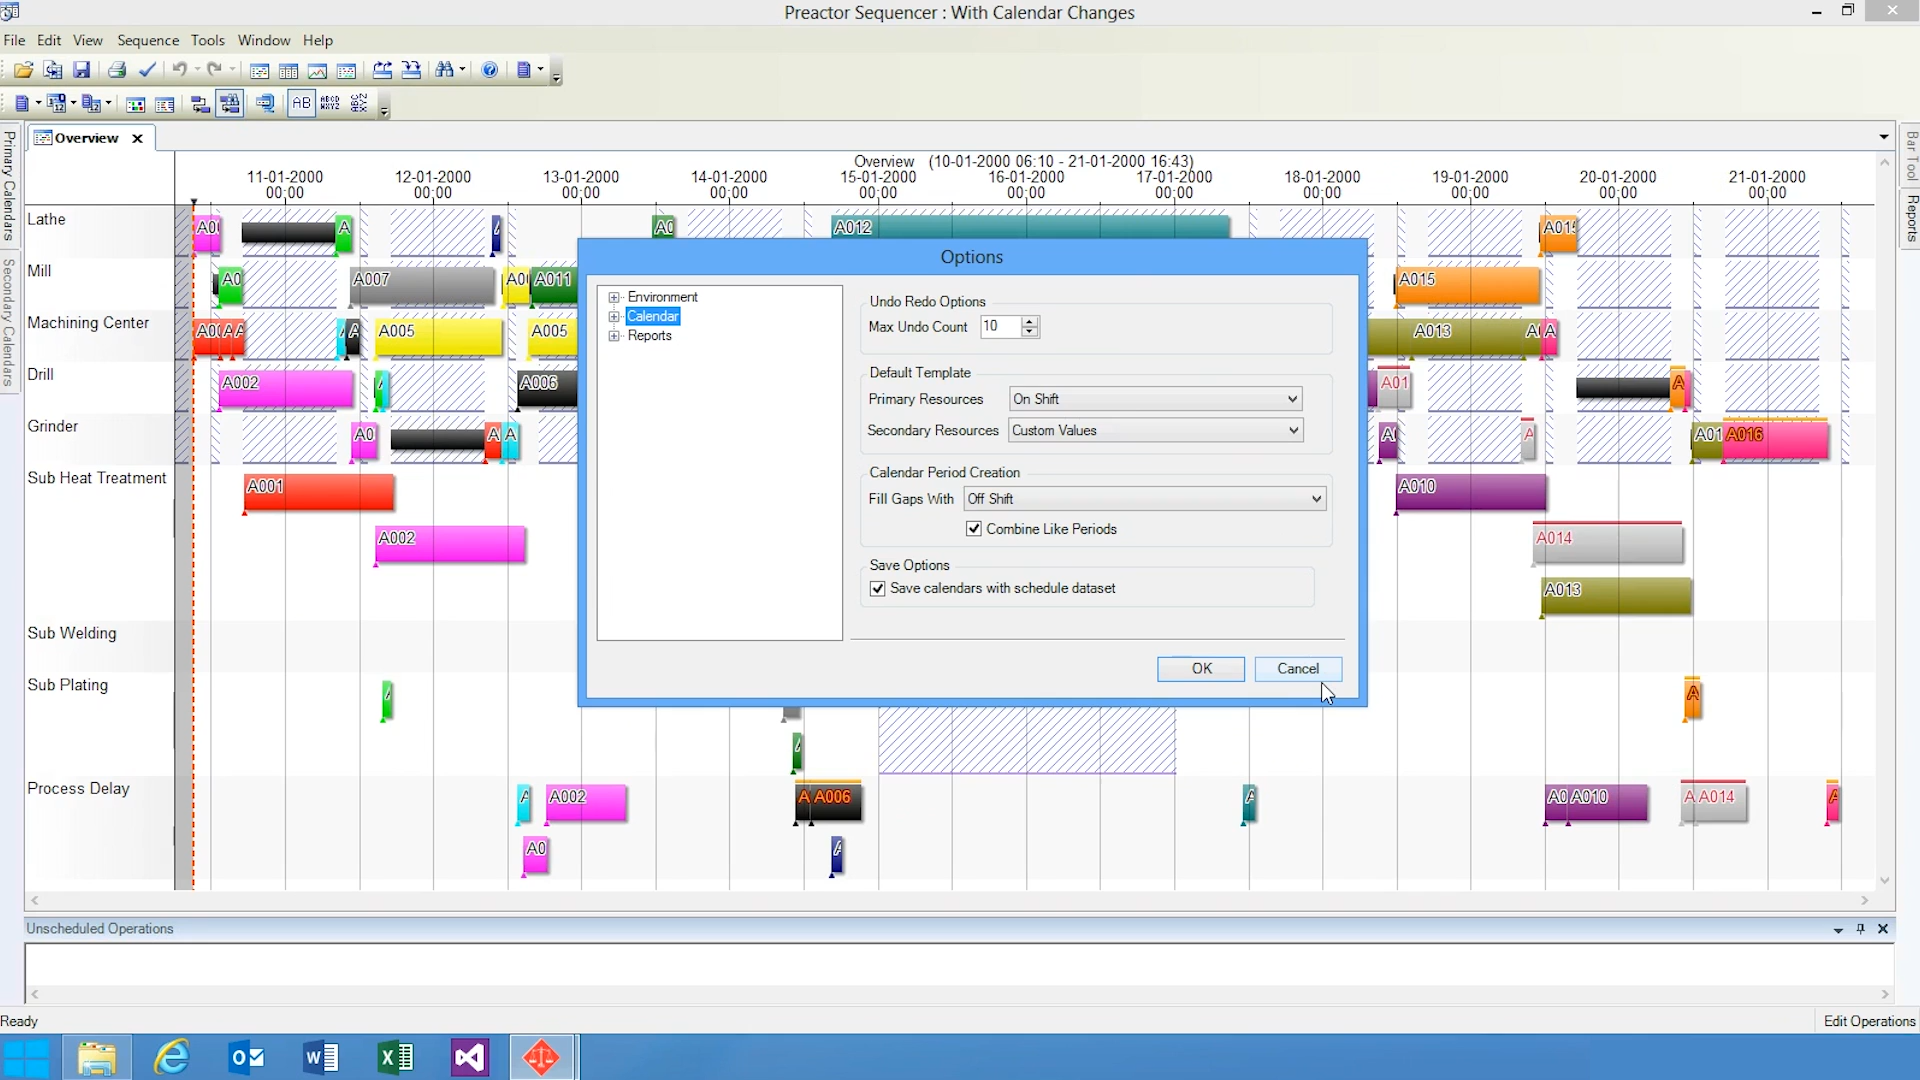 Preactor Sequencer : With Calendar Changes
File Edit View Sequence Tools Window Help
AB
Overview
Primary Calendars
Secondary Calendars
Bar Tool
Reports
Overview (10-01-2000 06:10 - 21-01-2000 16:43)
11-01-2000 12-01-2000 13-01-2000 14-01-2000 15-01-2000 16-01-2000 17-01-2000 18-01-2000 19-01-2000 20-01-2000 21-01-2000
00:00 00:00 00:00 00:00 00:00 00:00 00:00 00:00 00:00 00:00 00:00
Lathe
A012
Mill
A007 A011 A015
Machining Center
A005 A005 A013
Drill
A002 A006
Grinder
A016
Sub Heat Treatment
A001 A010
A002 A014
A013
Sub Welding
Sub Plating
Process Delay
A002 A006 A010 A014
Options
Environment
Calendar
Reports
Undo Redo Options
Max Undo Count 10
Default Template
Primary Resources On Shift
Secondary Resources Custom Values
Calendar Period Creation
Fill Gaps With Off Shift
Combine Like Periods
Save Options
Save calendars with schedule dataset
OK Cancel
Unscheduled Operations
Ready
Edit Operations